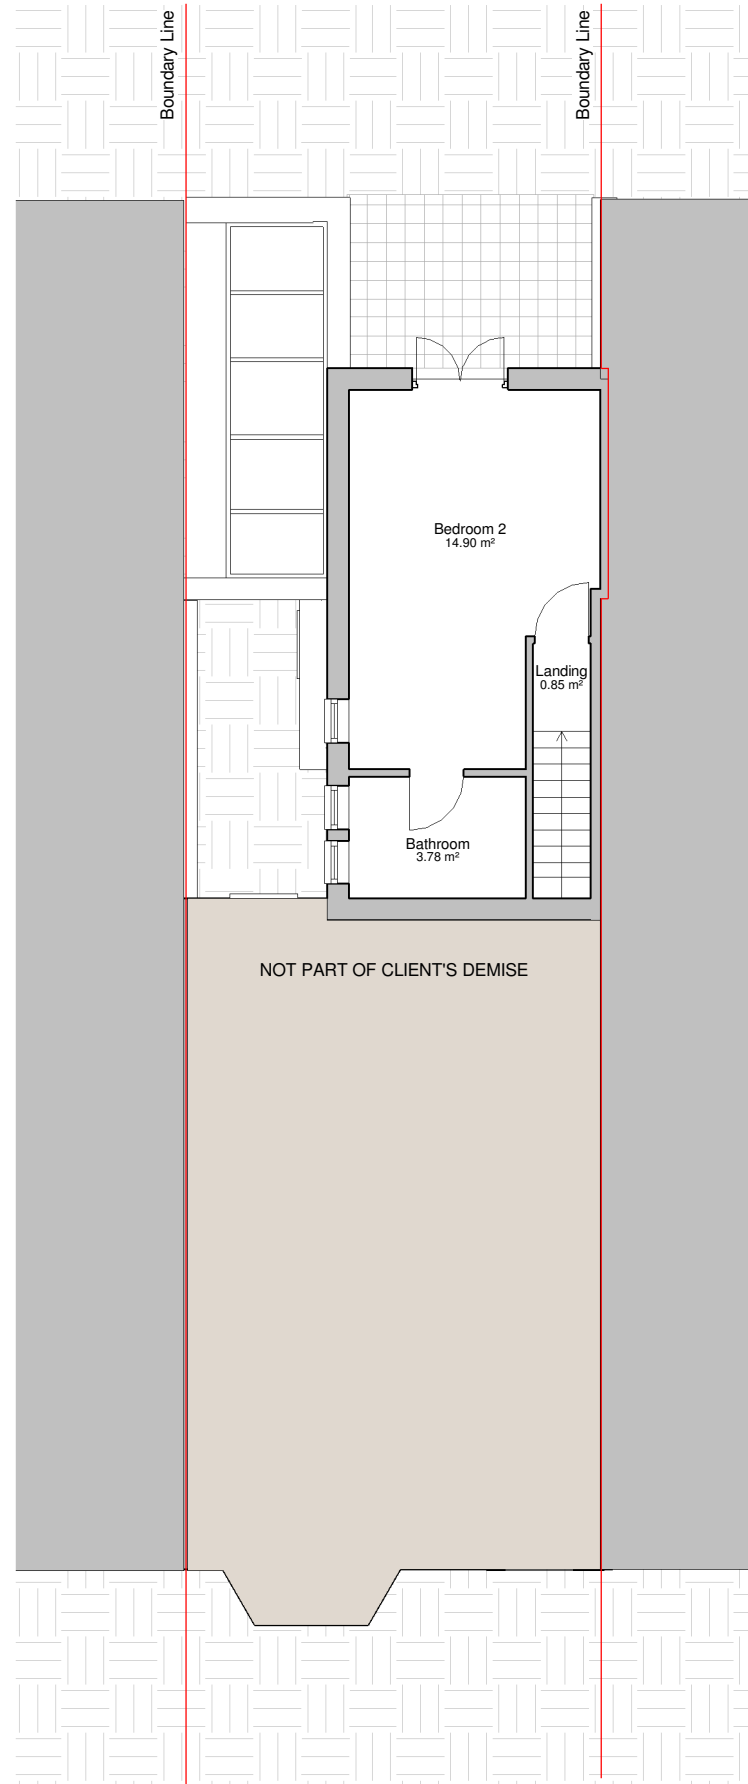 Boundary Line
Boundary Line
Bedroom 2
14.90 m²
Landing
0.85 m²
Bathroom
3.78 m²
NOT PART OF CLIENT'S DEMISE